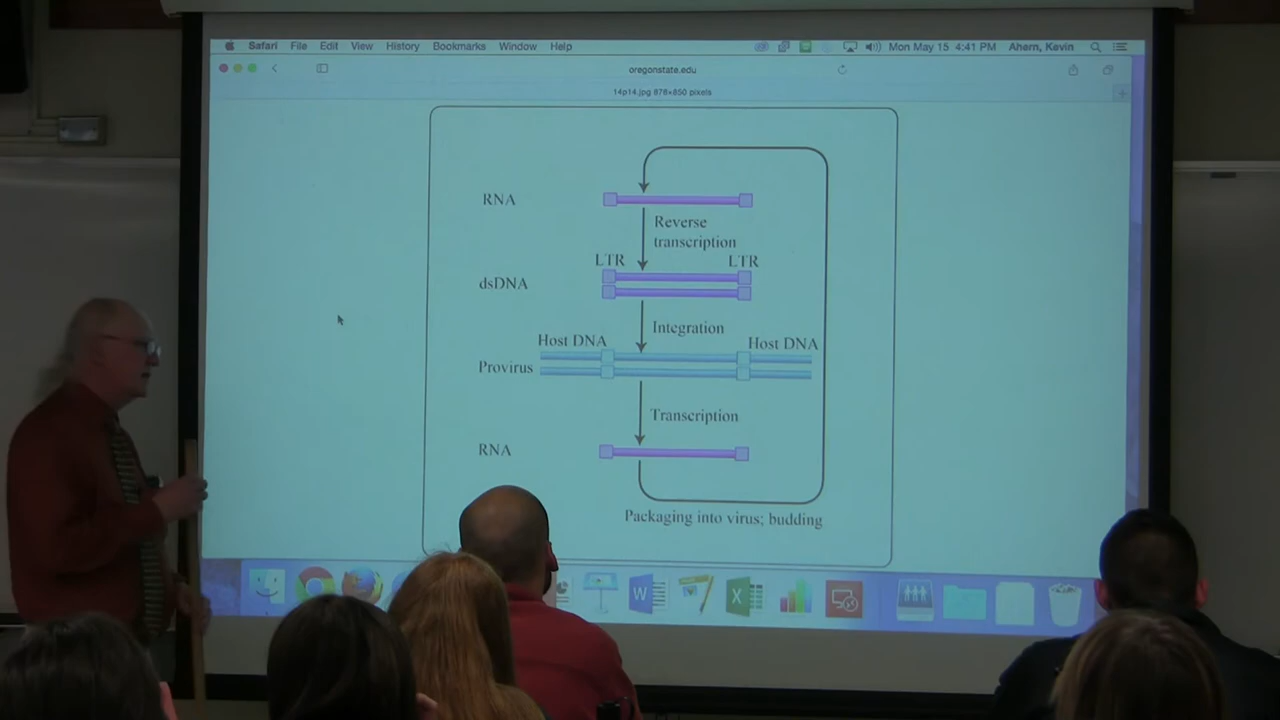 Safari File Edit View History Bookmarks Window Help Mon May 15 4:41 PM Ahern, Kevin
oregonstate.edu
14p14.jpg 878×850 pixels
RNA
Reverse
transcription
LTR LTR
dsDNA
Integration
Host DNA Host DNA
Provirus
Transcription
RNA
Packaging into virus; budding
W X